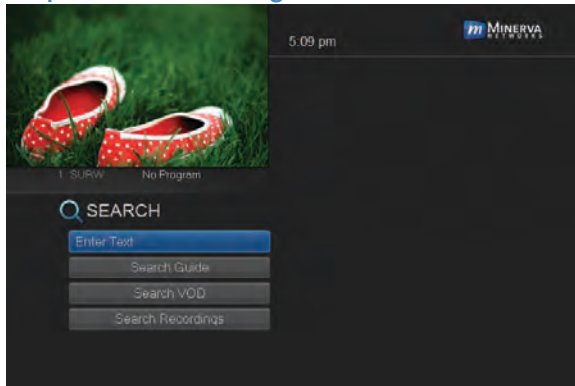 5:09 pm
m MINERVA
NETWORKS
1 SURW No Program
SEARCH
Enter Text
Search Guide
Search VOD
Search Recordings